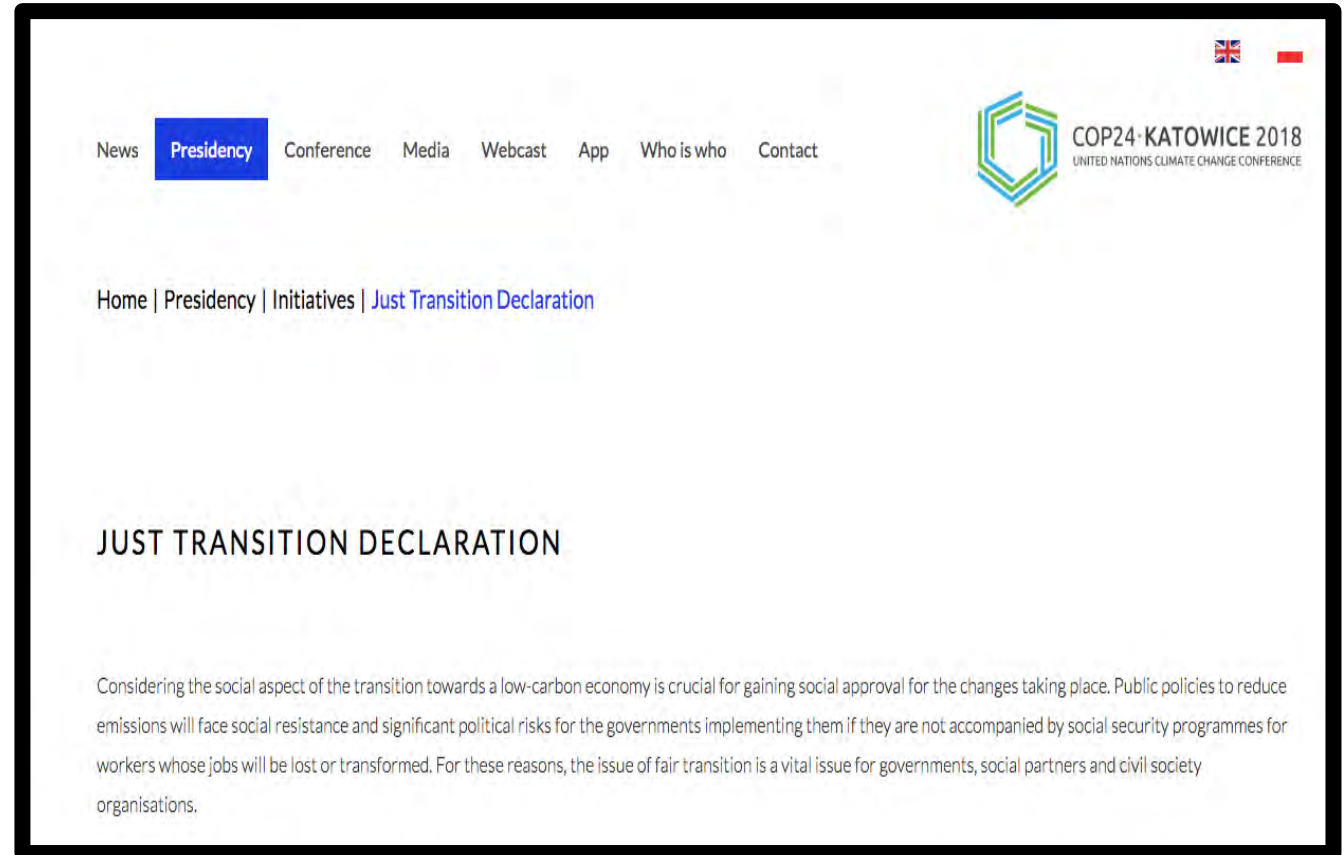 News Presidency Conference Media Webcast App Who is who Contact
COP24·KATOWICE 2018
UNITED NATIONS CLIMATE CHANGE CONFERENCE
Home | Presidency | Initiatives | Just Transition Declaration
JUST TRANSITION DECLARATION
Considering the social aspect of the transition towards a low-carbon economy is crucial for gaining social approval for the changes taking place. Public policies to reduce
emissions will face social resistance and significant political risks for the governments implementing them if they are not accompanied by social security programmes for
workers whose jobs will be lost or transformed. For these reasons, the issue of fair transition is a vital issue for governments, social partners and civil society
organisations.